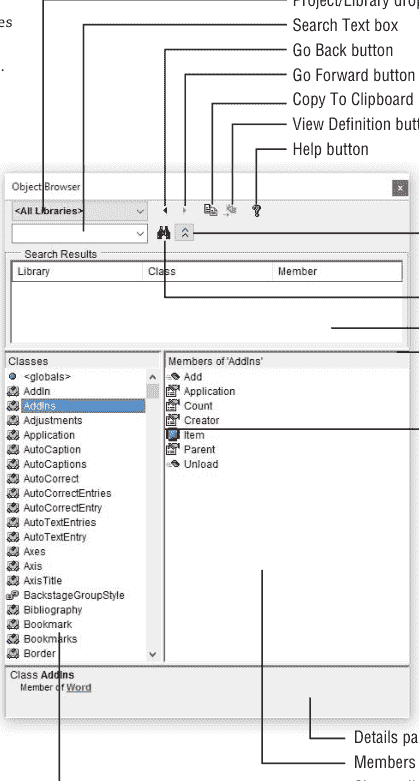 es
.
Project/Library
Search Text box
Go Back button
Go Forward button
Copy To Clipboard
View Definition
Help button
Object Browser
x
<All Libraries>
Search Results
Library Class Member
Classes
<globals>
AddIn
AddIns
Adjustments
Application
AutoCaption
AutoCaptions
AutoCorrect
AutoCorrectEntries
AutoCorrectEntry
AutoTextEntries
AutoTextEntry
Axes
Axis
AxisTitle
BackstageGroupStyle
Bibliography
Bookmark
Bookmarks
Border
Members of 'AddIns'
Add
Application
Count
Creator
Item
Parent
Unload
Class AddIns
Member of Word
Details pa
Members